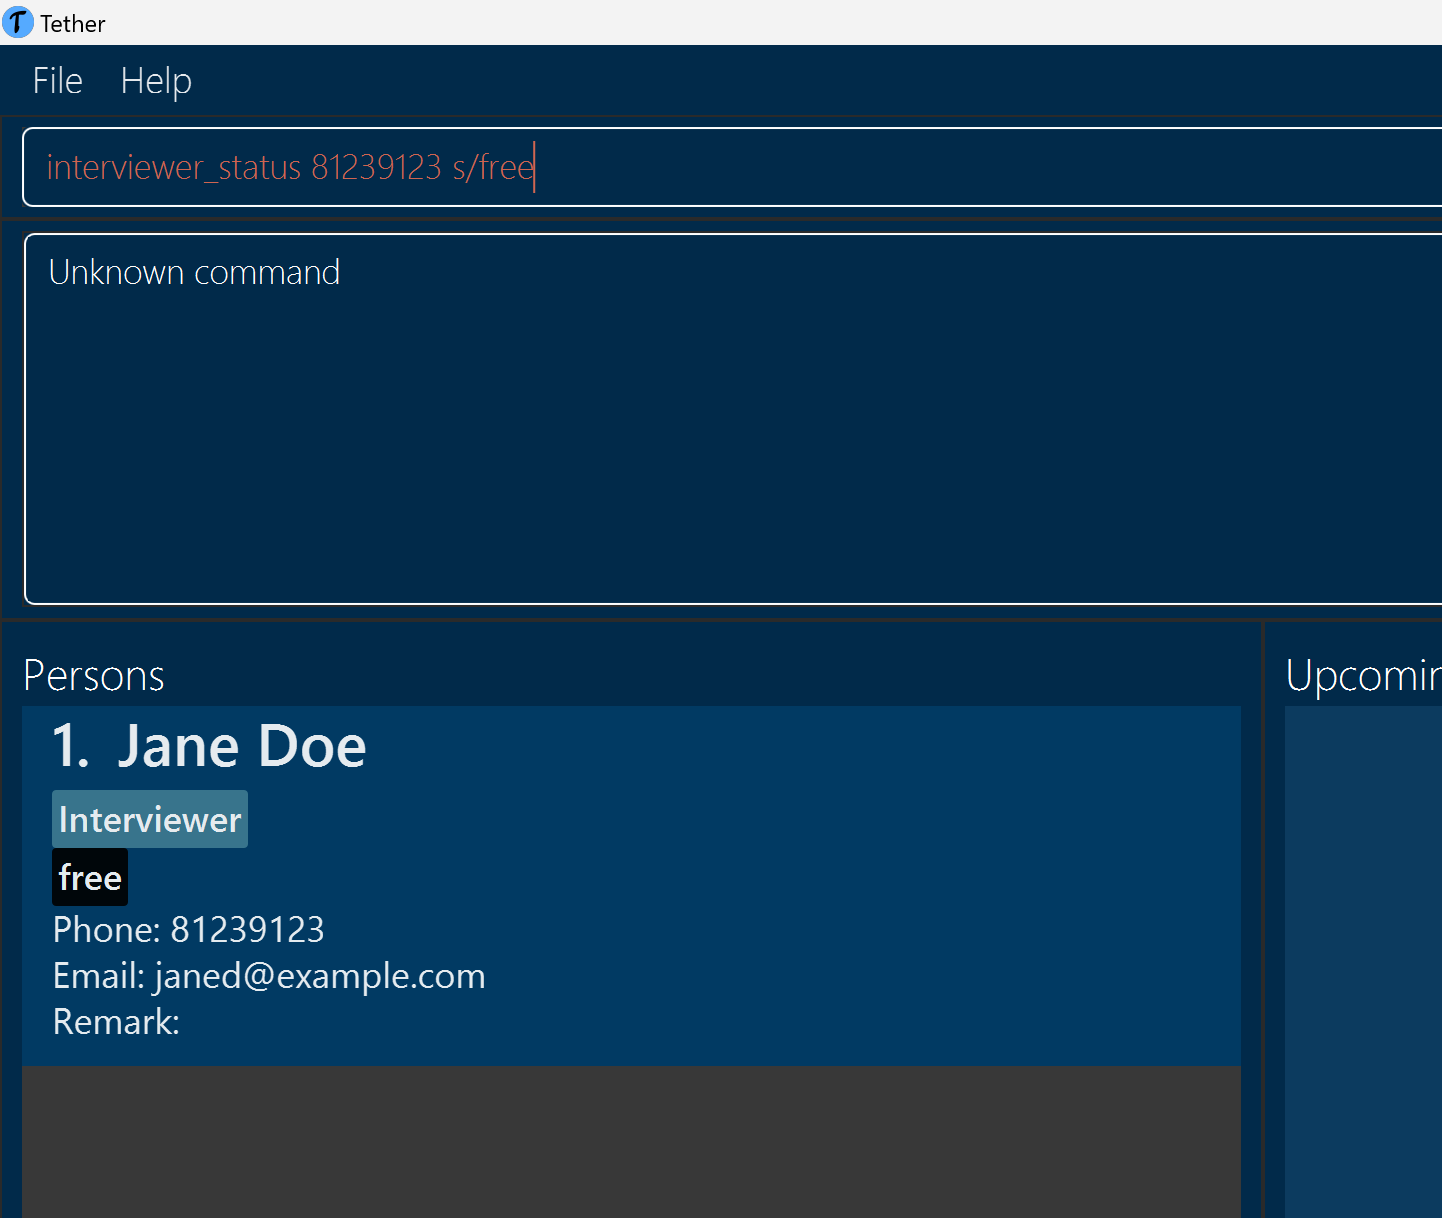 Tether
File Help
interviewer_status 81239123 s/free
Unknown command
Persons
1. Jane Doe
Interviewer
free
Phone: 81239123
Email: janed@example.com
Remark: